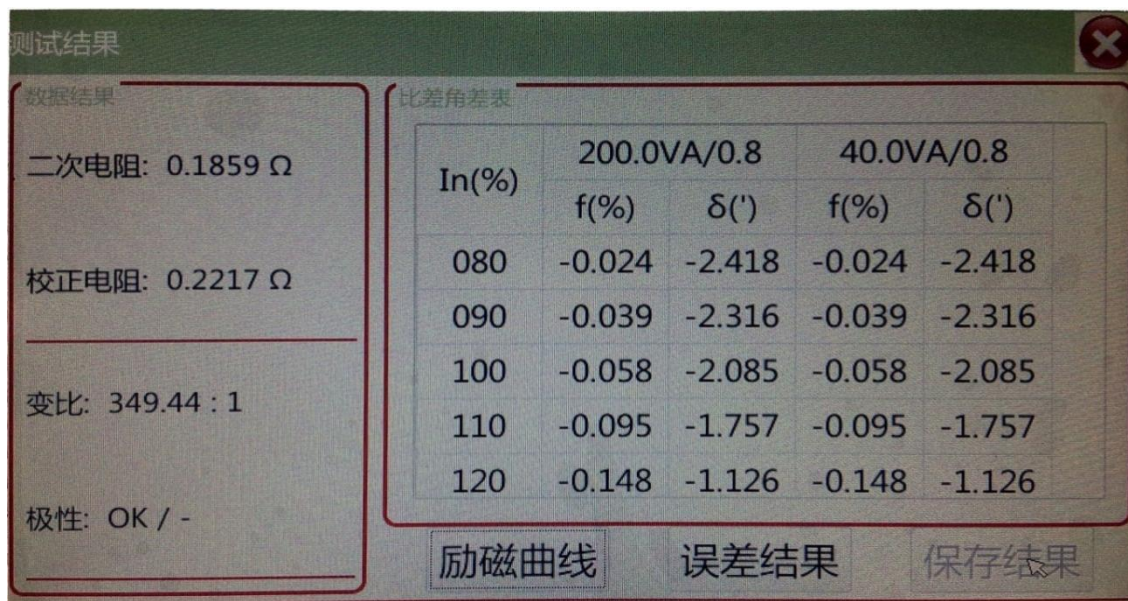 测试结果
数据结果
二次电阻: 0.1859 Ω
校正电阻: 0.2217 Ω
变比: 349.44 : 1
极性: OK / -
比差角差表
In(%) 200.0VA/0.8 40.0VA/0.8
f(%) δ(') f(%) δ(')
080 -0.024 -2.418 -0.024 -2.418
090 -0.039 -2.316 -0.039 -2.316
100 -0.058 -2.085 -0.058 -2.085
110 -0.095 -1.757 -0.095 -1.757
120 -0.148 -1.126 -0.148 -1.126
励磁曲线 误差结果 保存结果